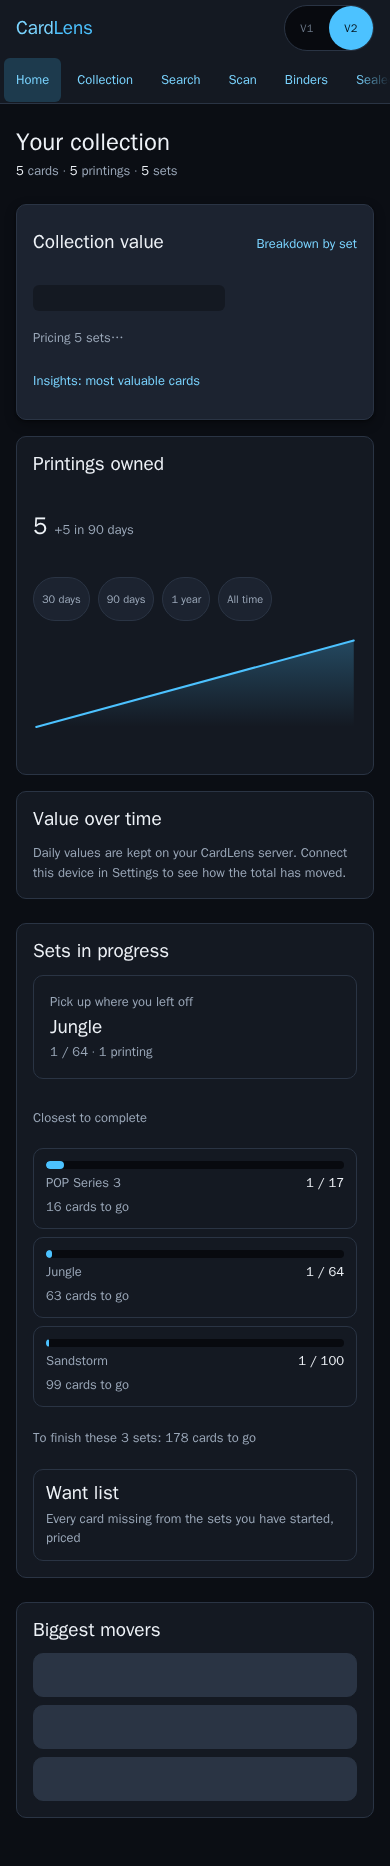 CardLens
V1
V2
Home
Collection
Search
Scan
Binders
Your collection
5 cards · 5 printings · 5 sets
Collection value
Breakdown by set
Pricing 5 sets···
Insights: most valuable cards
Printings owned
5 +5 in 90 days
30 days
90 days
1 year
All time
Value over time
Daily values are kept on your CardLens server. Connect
this device in Settings to see how the total has moved.
Sets in progress
Pick up where you left off
Jungle
1 / 64 · 1 printing
Closest to complete
POP Series 3
1 / 17
16 cards to go
Jungle
1 / 64
63 cards to go
Sandstorm
1 / 100
99 cards to go
To finish these 3 sets: 178 cards to go
Want list
Every card missing from the sets you have started,
priced
Biggest movers